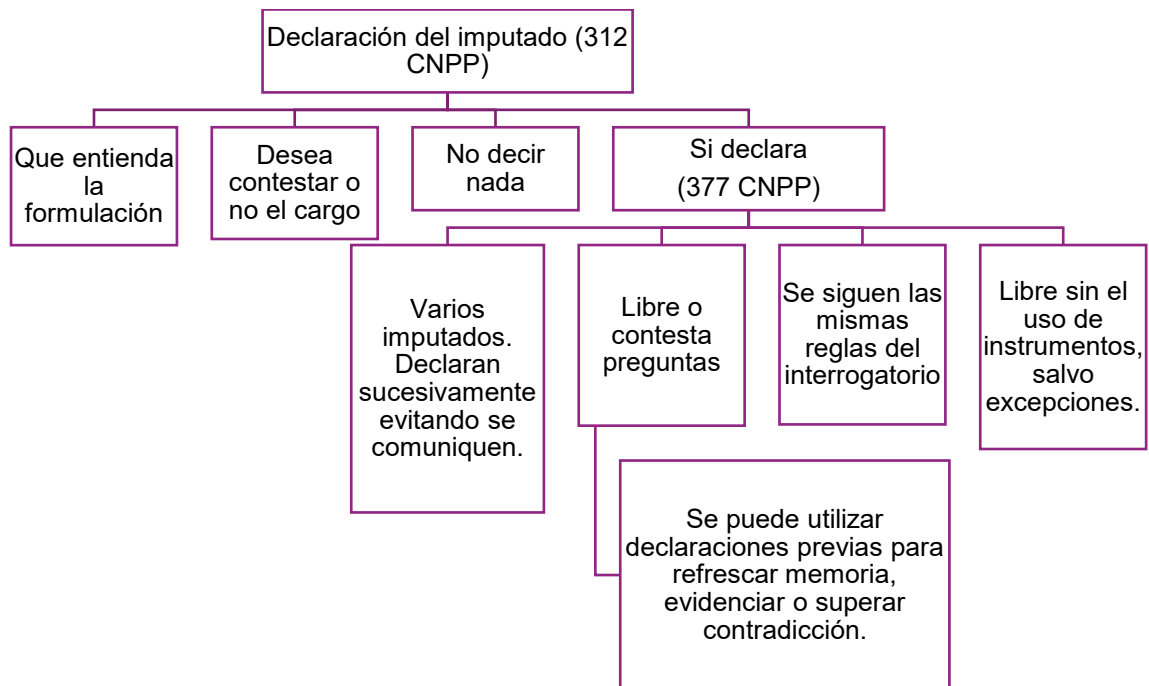 Declaración del imputado (312
CNPP)
Que entienda
la
formulación
Desea
contestar o
no el cargo
No decir
nada
Si declara
(377 CNPP)
Varios
imputados.
Declaran
sucesivamente
evitando se
comuniquen.
Libre o
contesta
preguntas
Se siguen las
mismas
reglas del
interrogatorio
Libre sin el
uso de
instrumentos,
salvo
excepciones.
Se puede utilizar
declaraciones previas para
refrescar memoria,
evidenciar o superar
contradicción.